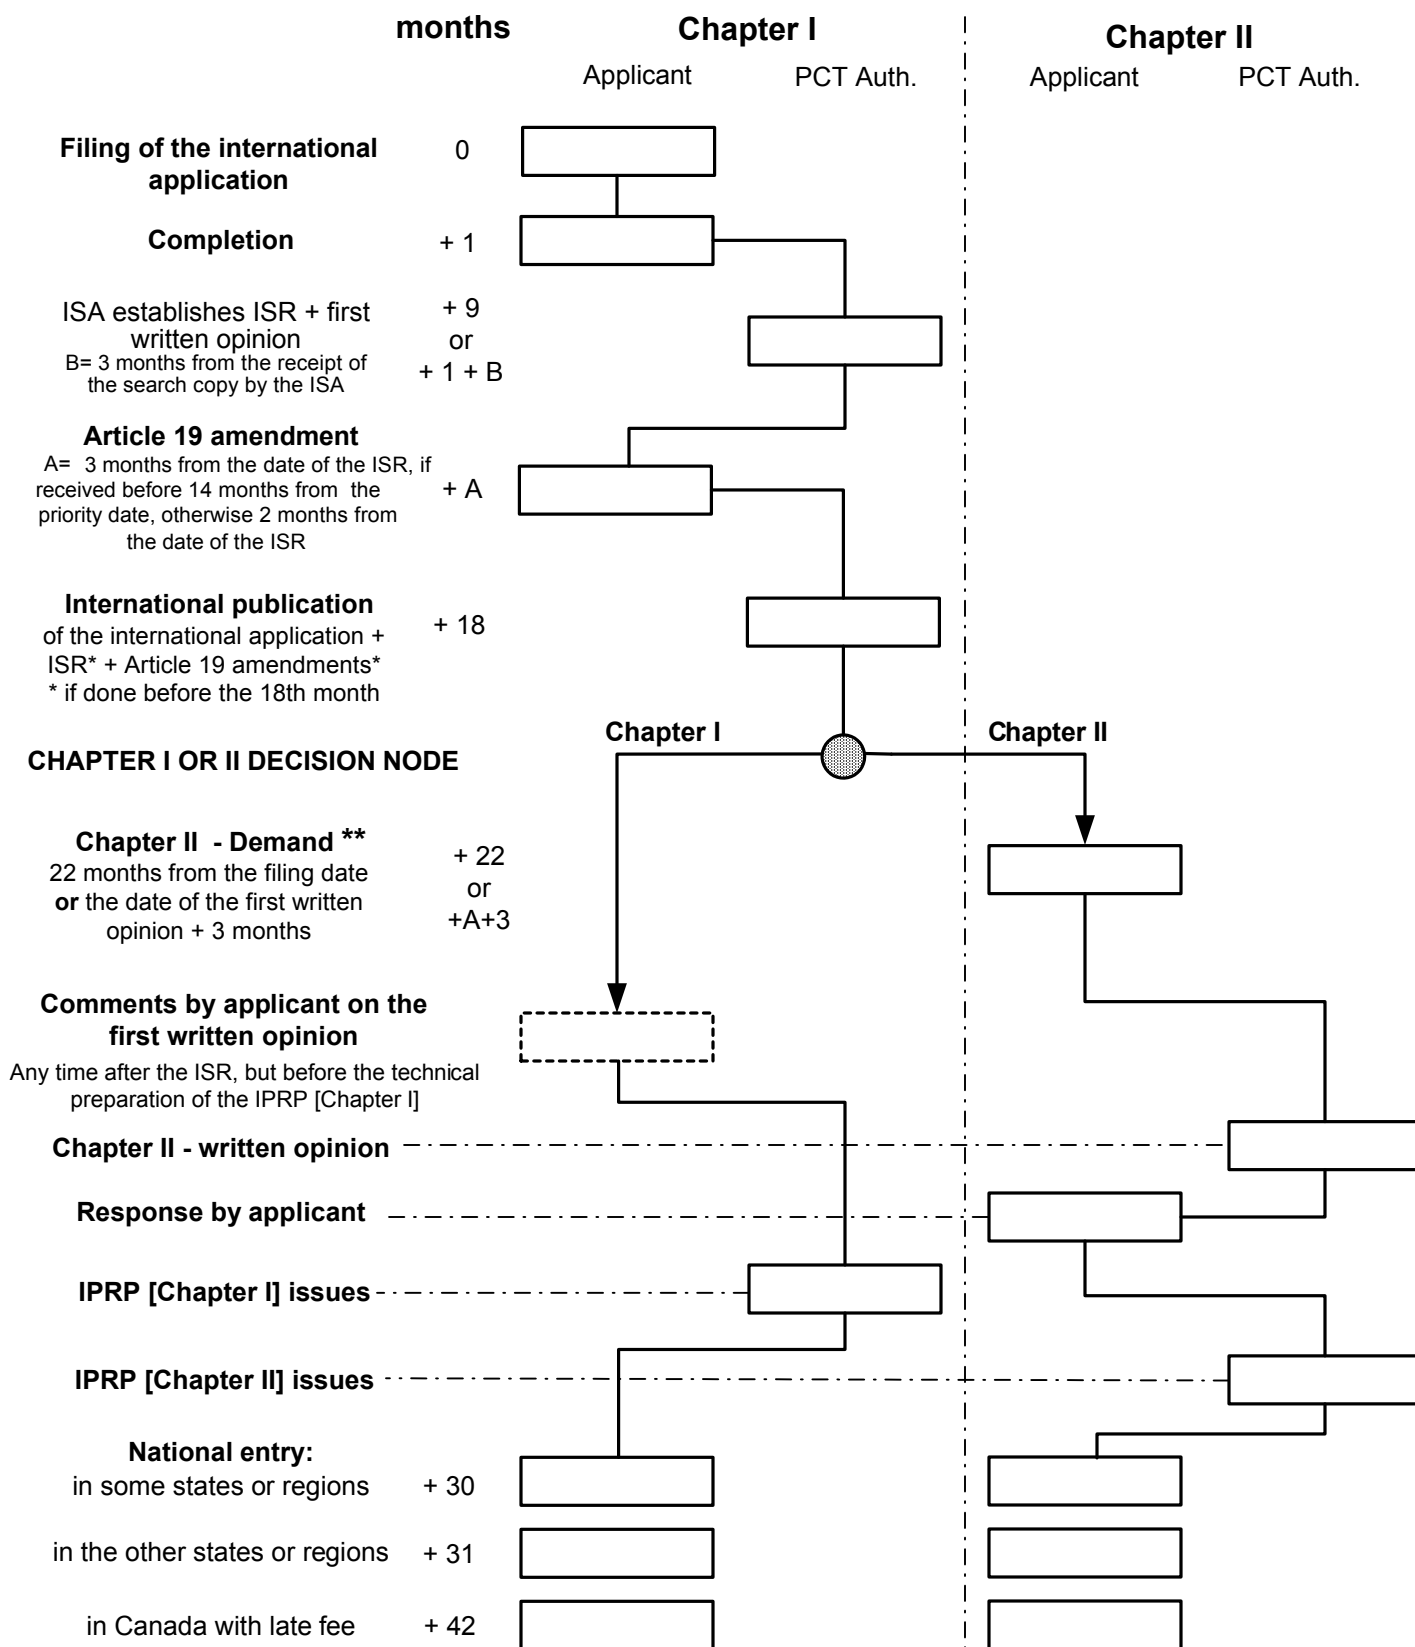 months
Chapter I
Chapter II
Applicant
PCT Auth.
Applicant
PCT Auth.
Filing of the international
application
0
Completion
+ 1
ISA establishes ISR + first
written opinion
B= 3 months from the receipt of
the search copy by the ISA
+ 9
or
+ 1 + B
Article 19 amendment
A= 3 months from the date of the ISR, if
received before 14 months from the
priority date, otherwise 2 months from
the date of the ISR
+ A
International publication
of the international application +
ISR* + Article 19 amendments*
* if done before the 18th month
+ 18
Chapter I
Chapter II
CHAPTER I OR II DECISION NODE
Chapter II - Demand **
22 months from the filing date
or the date of the first written
opinion + 3 months
+ 22
or
+A+3
Comments by applicant on the
first written opinion
Any time after the ISR, but before the technical
preparation of the IPRP [Chapter I]
Chapter II - written opinion
Response by applicant
IPRP [Chapter I] issues
IPRP [Chapter II] issues
National entry:
in some states or regions
+ 30
in the other states or regions
+ 31
in Canada with late fee
+ 42